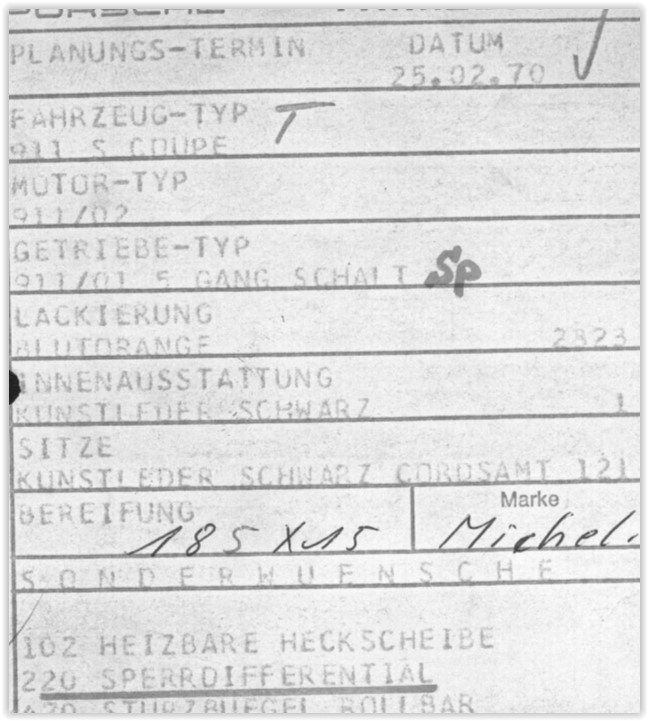 PLANUNGS-TERMIN DATUM
25.02.70
FAHRZEUG-TYP T
911 S COUPE
MOTOR-TYP
911/02
GETRIEBE-TYP
911/01 5 GANG SCHALT Sp
LACKIERUNG
BLUTORANGE 2323
INNENAUSSTATTUNG
KUNSTLEDER SCHWARZ 1
SITZE
KUNSTLEDER SCHWARZ CORDSAMT 121
BEREIFUNG Marke
185 X 15 Michel.
SONDERWUENSCHE
102 HEIZBARE HECKSCHEIBE
220 SPERRDIFFERENTIAL
470 STURZBUEGEL ROLLBAR